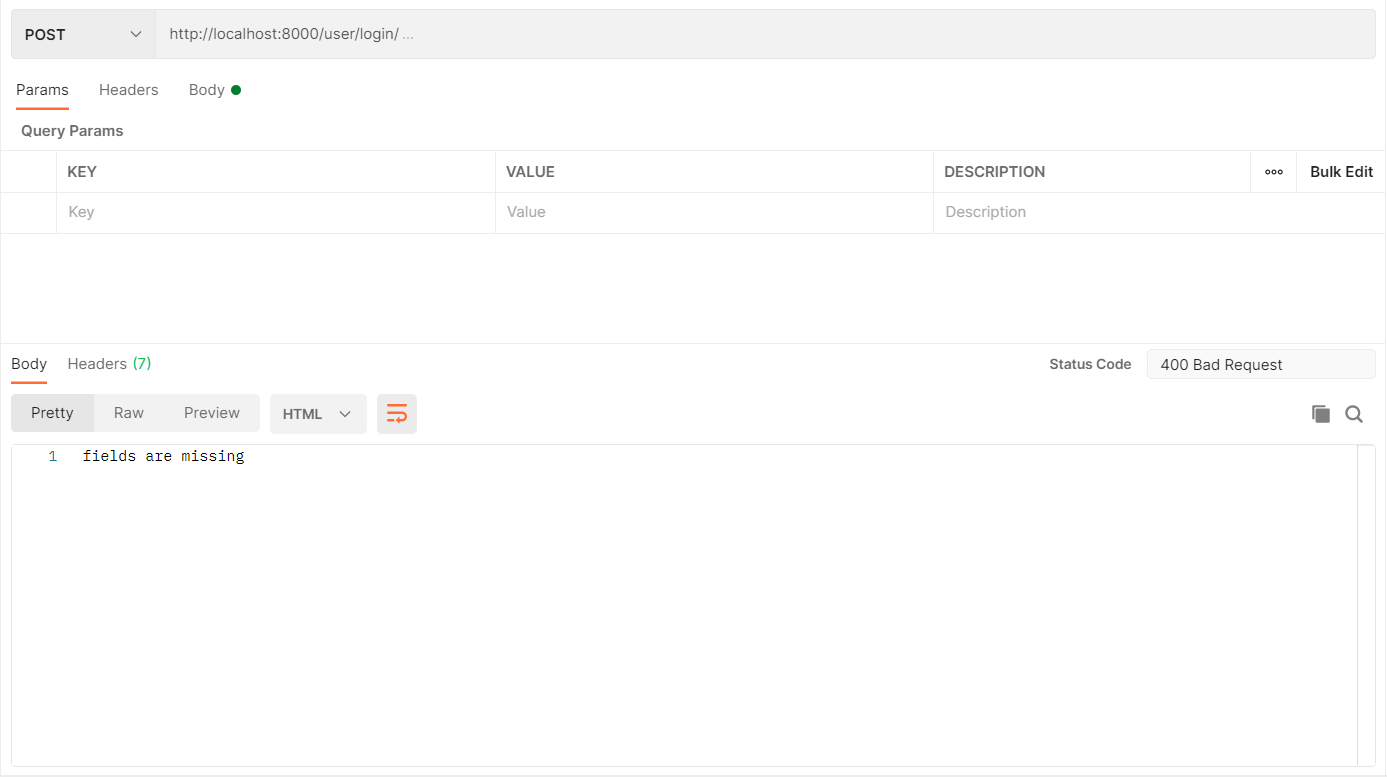 POST http://localhost:8000/user/login/ ...
Params Headers Body
Query Params
KEY VALUE DESCRIPTION Bulk Edit
Key Value Description
Body Headers (7) Status Code 400 Bad Request
Pretty Raw Preview HTML
1 fields are missing